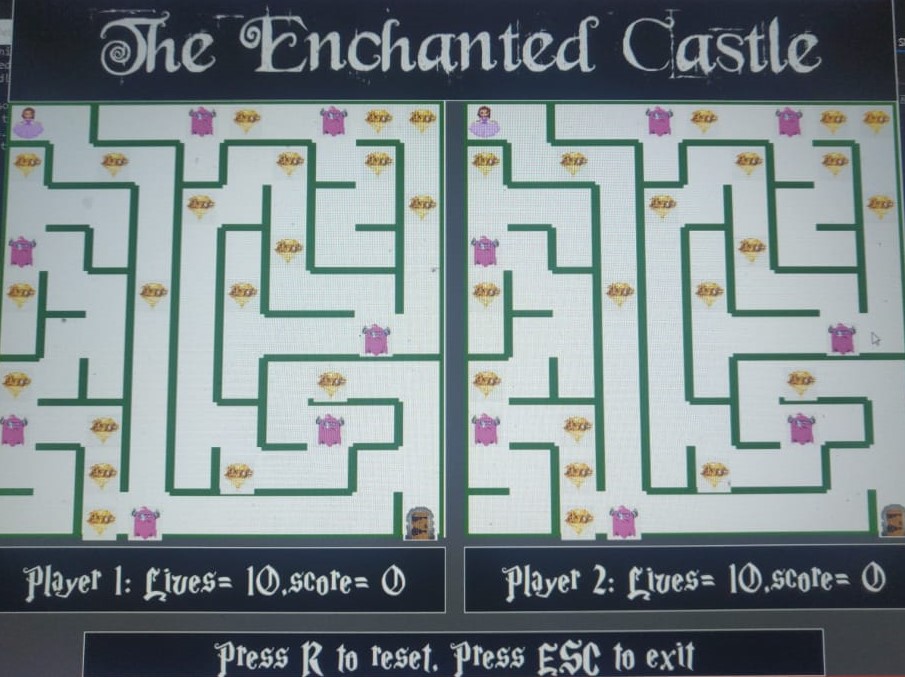 The Enchanted Castle
Player 1: Lives= 10,score= 0
Player 2: Lives= 10,score= 0
Press R to reset. Press ESC to exit